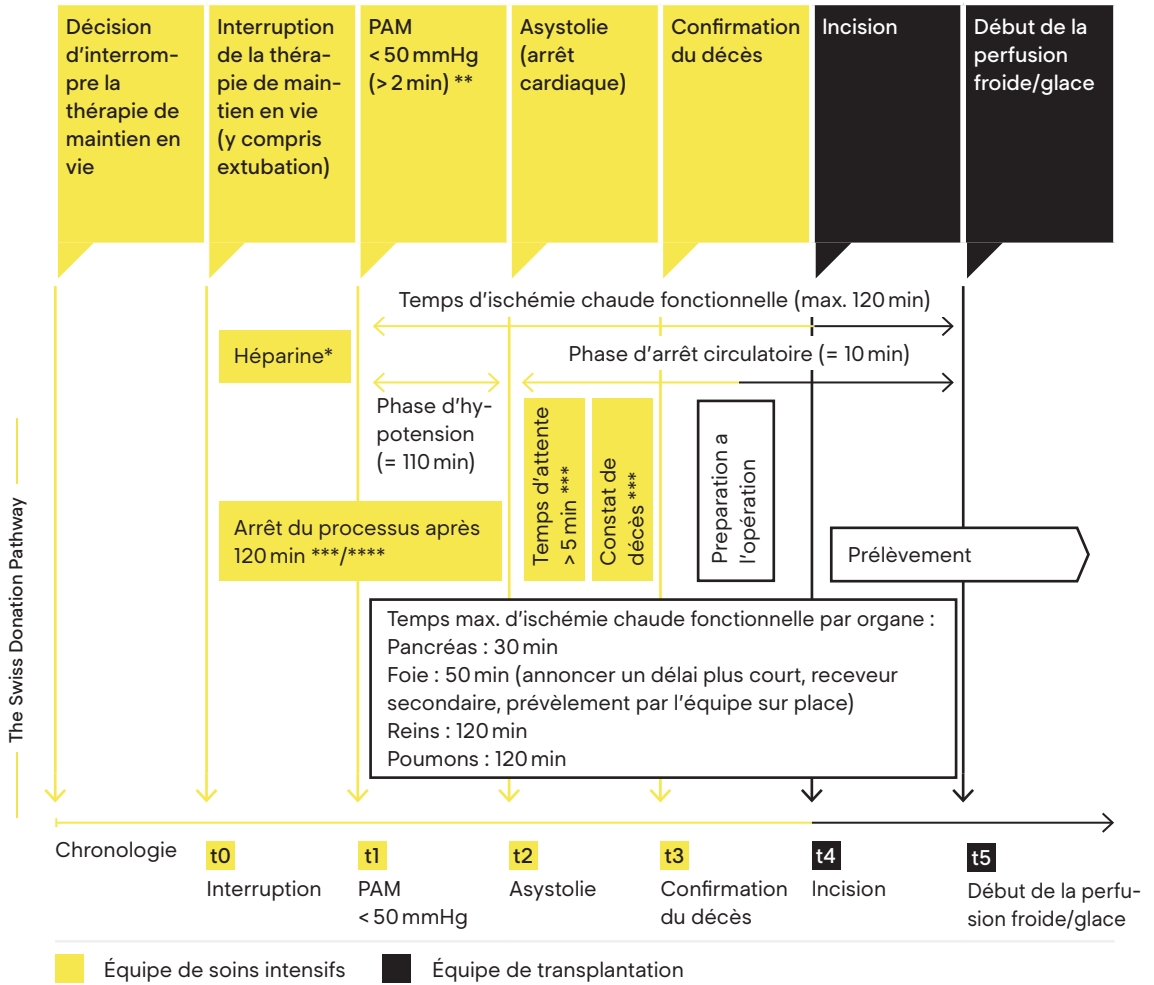 Décision
d'interrom-
pre la
thérapie de
maintien en
vie
Interruption
de la théra-
pie de main-
tien en vie
(y compris
extubation)
PAM
< 50 mmHg
(> 2 min) **
Asystolie
(arrêt
cardiaque)
Confirmation
du décès
Incision
Début de la
perfusion
froide/glace
Temps d'ischémie chaude fonctionnelle (max. 120 min)
Héparine*
Phase d'arrêt circulatoire (= 10 min)
Phase d'hy-
potension
(= 110 min)
Arrêt du processus après
120 min ***/****
Temps d'attente
> 5 min ***
Constat de
décès ***
Preparation a
l'opération
Prélèvement
Temps max. d'ischémie chaude fonctionnelle par organe :
Pancréas : 30 min
Foie : 50 min (annoncer un délai plus court, receveur
secondaire, prévèlement par l'équipe sur place)
Reins : 120 min
Poumons : 120 min
The Swiss Donation Pathway
Chronologie
t0
Interruption
t1
PAM
< 50 mmHg
t2
Asystolie
t3
Confirmation
du décès
t4
Incision
t5
Début de la perfu-
sion froide/glace
Équipe de soins intensifs
Équipe de transplantation